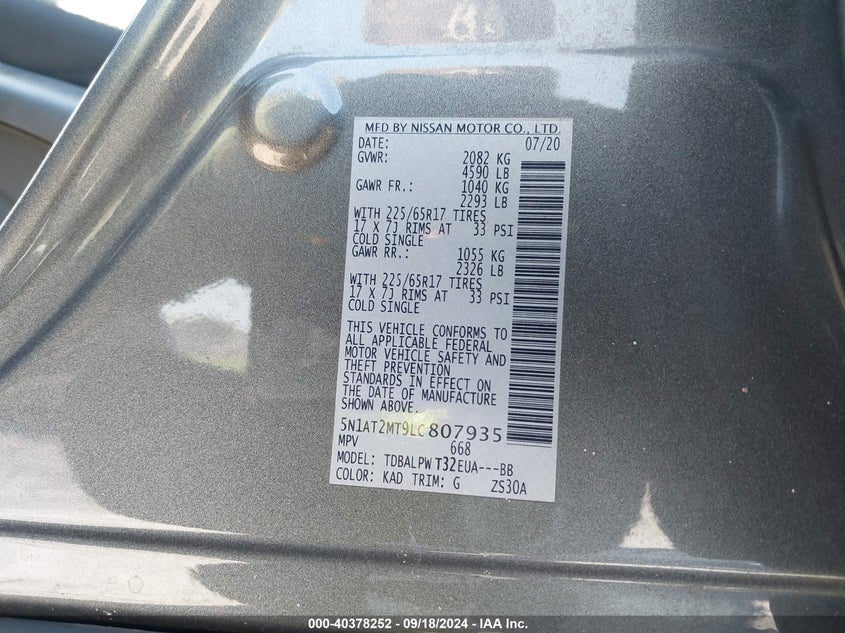 MFD BY NISSAN MOTOR CO., LTD.
DATE: 07/20
GVWR: 2082 KG
4590 LB
GAWR FR.: 1040 KG
2293 LB
WITH 225/65R17 TIRES
17 X 7J RIMS AT 33 PSI
COLD SINGLE
GAWR RR.: 1055 KG
2326 LB
WITH 225/65R17 TIRES
17 X 7J RIMS AT 33 PSI
COLD SINGLE
THIS VEHICLE CONFORMS TO
ALL APPLICABLE FEDERAL
MOTOR VEHICLE SAFETY AND
THEFT PREVENTION
STANDARDS IN EFFECT ON
THE DATE OF MANUFACTURE
SHOWN ABOVE.
5N1AT2MT9LC807935
MPV 668
MODEL: TDBALPW T32EUA---BB
COLOR: KAD TRIM: G ZS30A
000-40378252 - 09/18/2024 - IAA Inc.